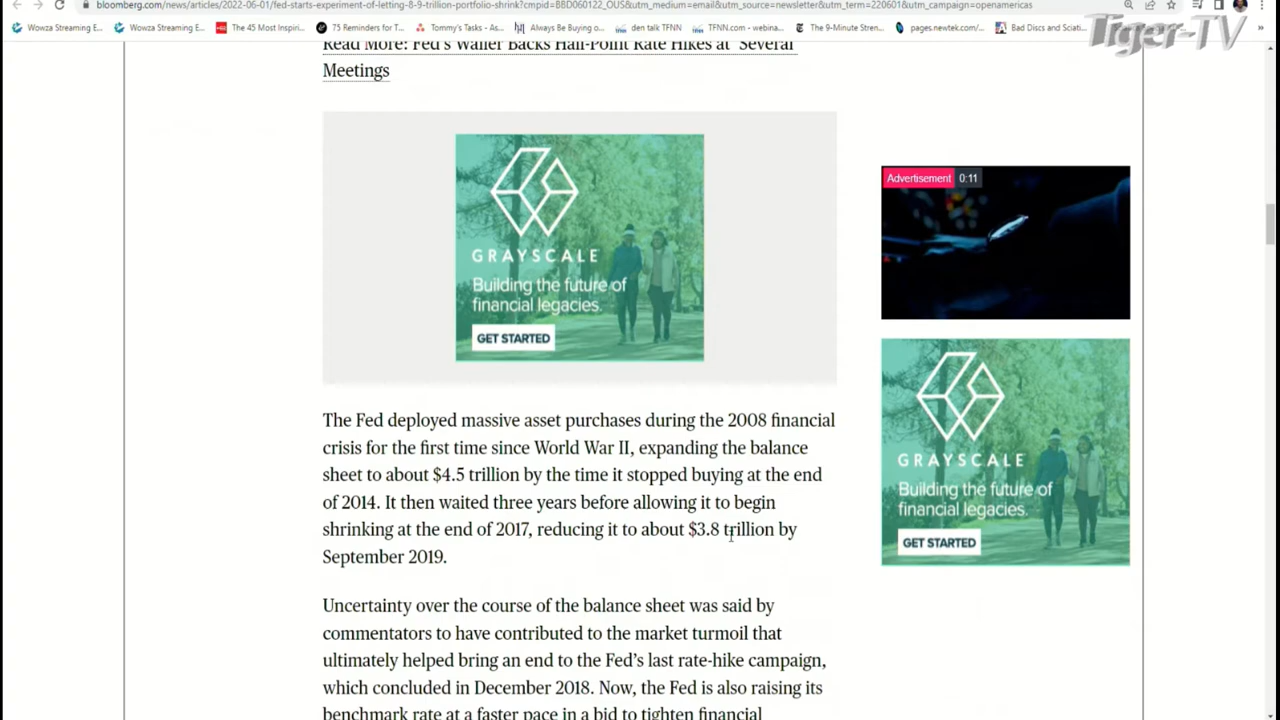 bloomberg.com/news/articles/2022-06-01/fed-starts-experiment-of-letting-8-9-trillion-portfolio-shrink?cmpid=BBD060122_OUS&utm_medium=email&utm_source=newsletter&utm_term=220601&utm_campaign=openamericas
Tiger-TV
Wowza Streaming E... Wowza Streaming E... The 45 Most Inspiri... 75 Reminders for T... Tommy's Tasks - As... Always Be Buying o... den talk TFNN TFNN.com - webina... The 9-Minute Stren... pages.newtek.com/... Bad Discs and Sciati...
Read More: Fed's Waller Backs Half-Point Rate Hikes at 'Several
Meetings
GRAYSCALE
Building the future of
financial legacies.
GET STARTED
Advertisement 0:11
GRAYSCALE
Building the future of
financial legacies.
GET STARTED
The Fed deployed massive asset purchases during the 2008 financial
crisis for the first time since World War II, expanding the balance
sheet to about $4.5 trillion by the time it stopped buying at the end
of 2014. It then waited three years before allowing it to begin
shrinking at the end of 2017, reducing it to about $3.8 trillion by
September 2019.
Uncertainty over the course of the balance sheet was said by
commentators to have contributed to the market turmoil that
ultimately helped bring an end to the Fed's last rate-hike campaign,
which concluded in December 2018. Now, the Fed is also raising its
benchmark rate at a faster pace in a bid to tighten financial